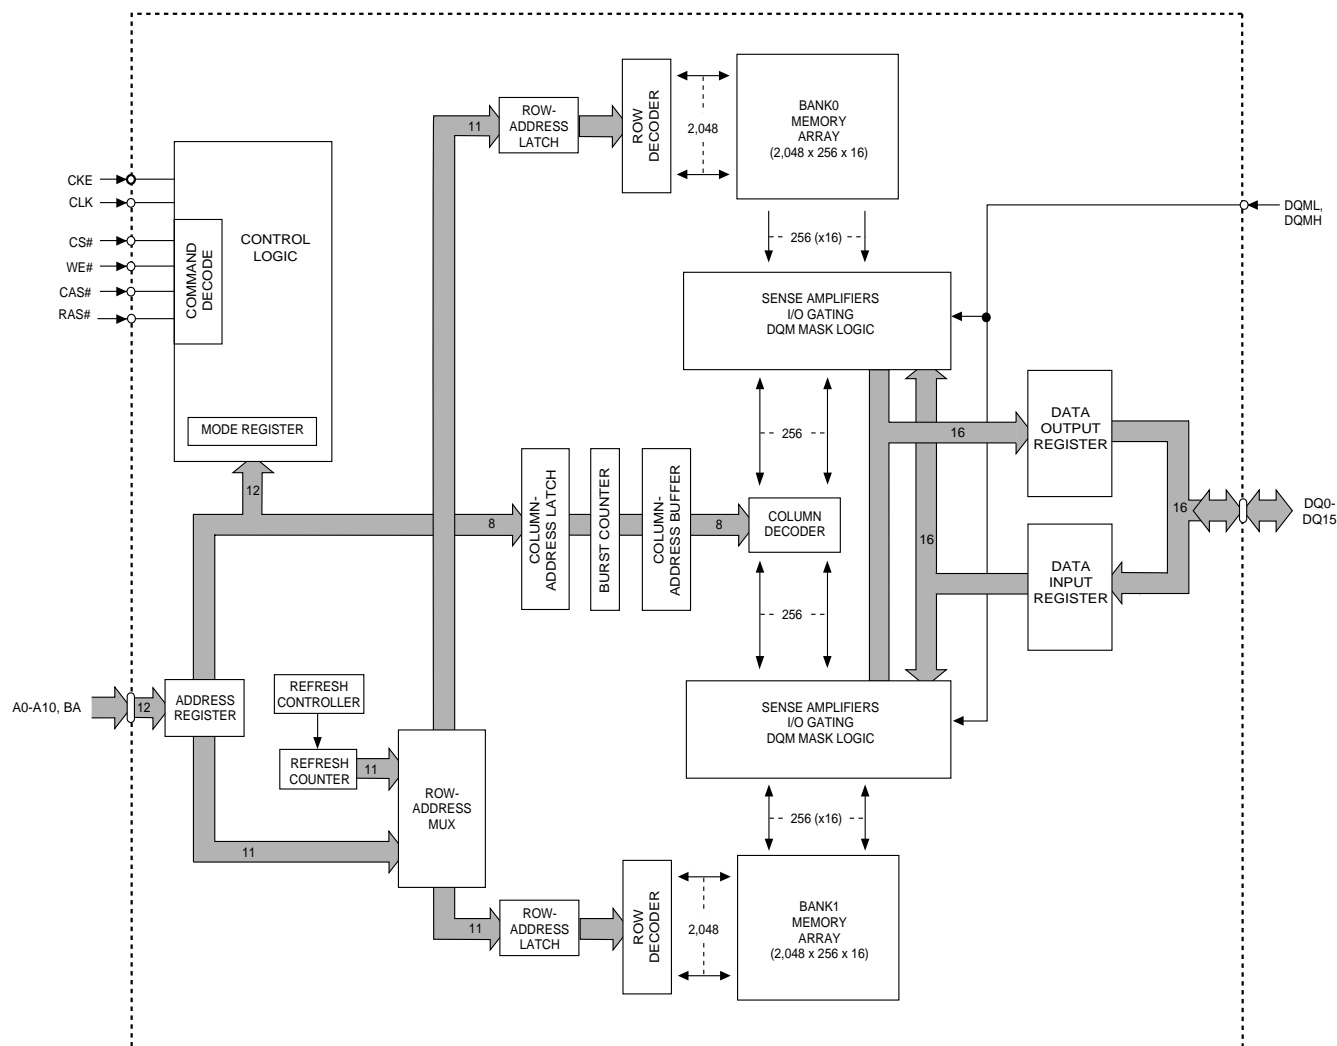 CKE
CLK
CS#
WE#
CAS#
RAS#
COMMAND
DECODE
CONTROL
LOGIC
MODE REGISTER
12
11
ROW-
ADDRESS
LATCH
ROW
DECODER
2,048
BANK0
MEMORY
ARRAY
(2,048 x 256 x 16)
256 (x16)
DQML,
DQMH
SENSE AMPLIFIERS
I/O GATING
DQM MASK LOGIC
256
16
DATA
OUTPUT
REGISTER
8
COLUMN-
ADDRESS LATCH
BURST COUNTER
COLUMN-
ADDRESS BUFFER
8
COLUMN
DECODER
16
16
DQ0-
DQ15
DATA
INPUT
REGISTER
256
A0-A10, BA
12
ADDRESS
REGISTER
REFRESH
CONTROLLER
REFRESH
COUNTER
11
ROW-
ADDRESS
MUX
11
SENSE AMPLIFIERS
I/O GATING
DQM MASK LOGIC
256 (x16)
11
ROW-
ADDRESS
LATCH
ROW
DECODER
2,048
BANK1
MEMORY
ARRAY
(2,048 x 256 x 16)